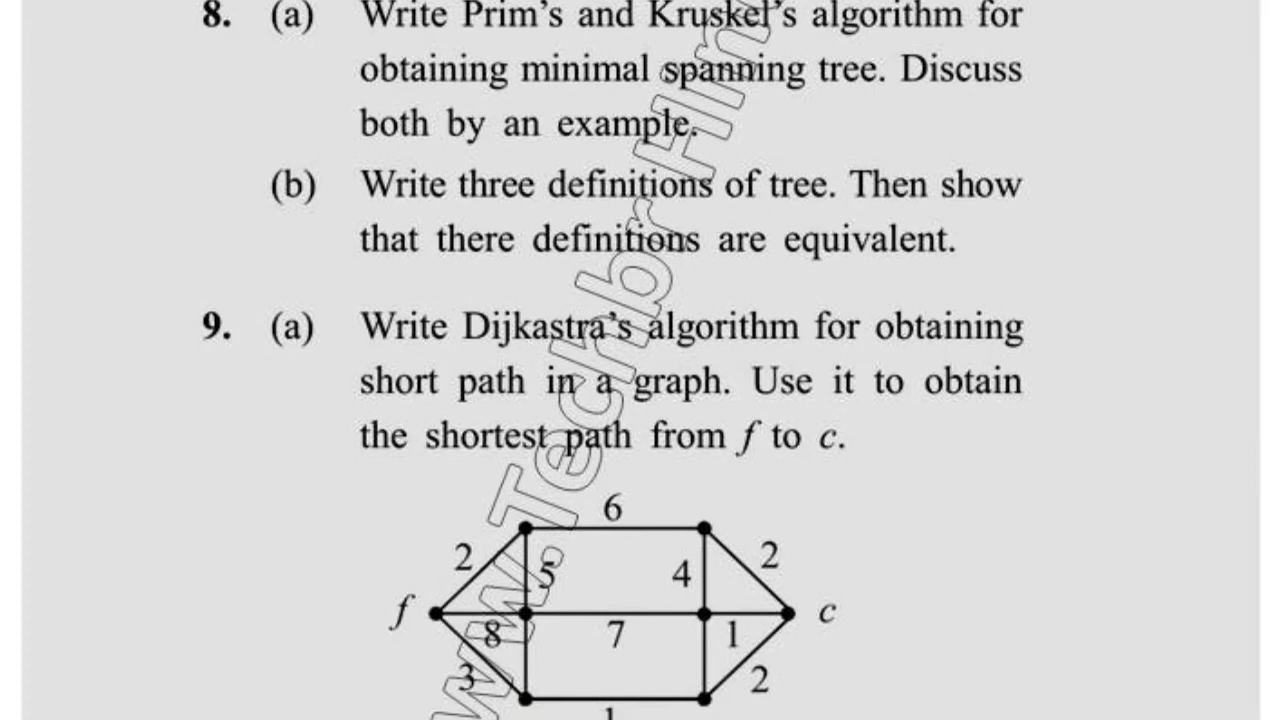 8. (a) Write Prim's and Kruskel's algorithm for
obtaining minimal spanning tree. Discuss
both by an example.
(b) Write three definitions of tree. Then show
that there definitions are equivalent.
9. (a) Write Dijkastra's algorithm for obtaining
short path in a graph. Use it to obtain
the shortest path from f to c.
6
2 5 4 2
f c
8 7 1
3 2
1
www.Techbr